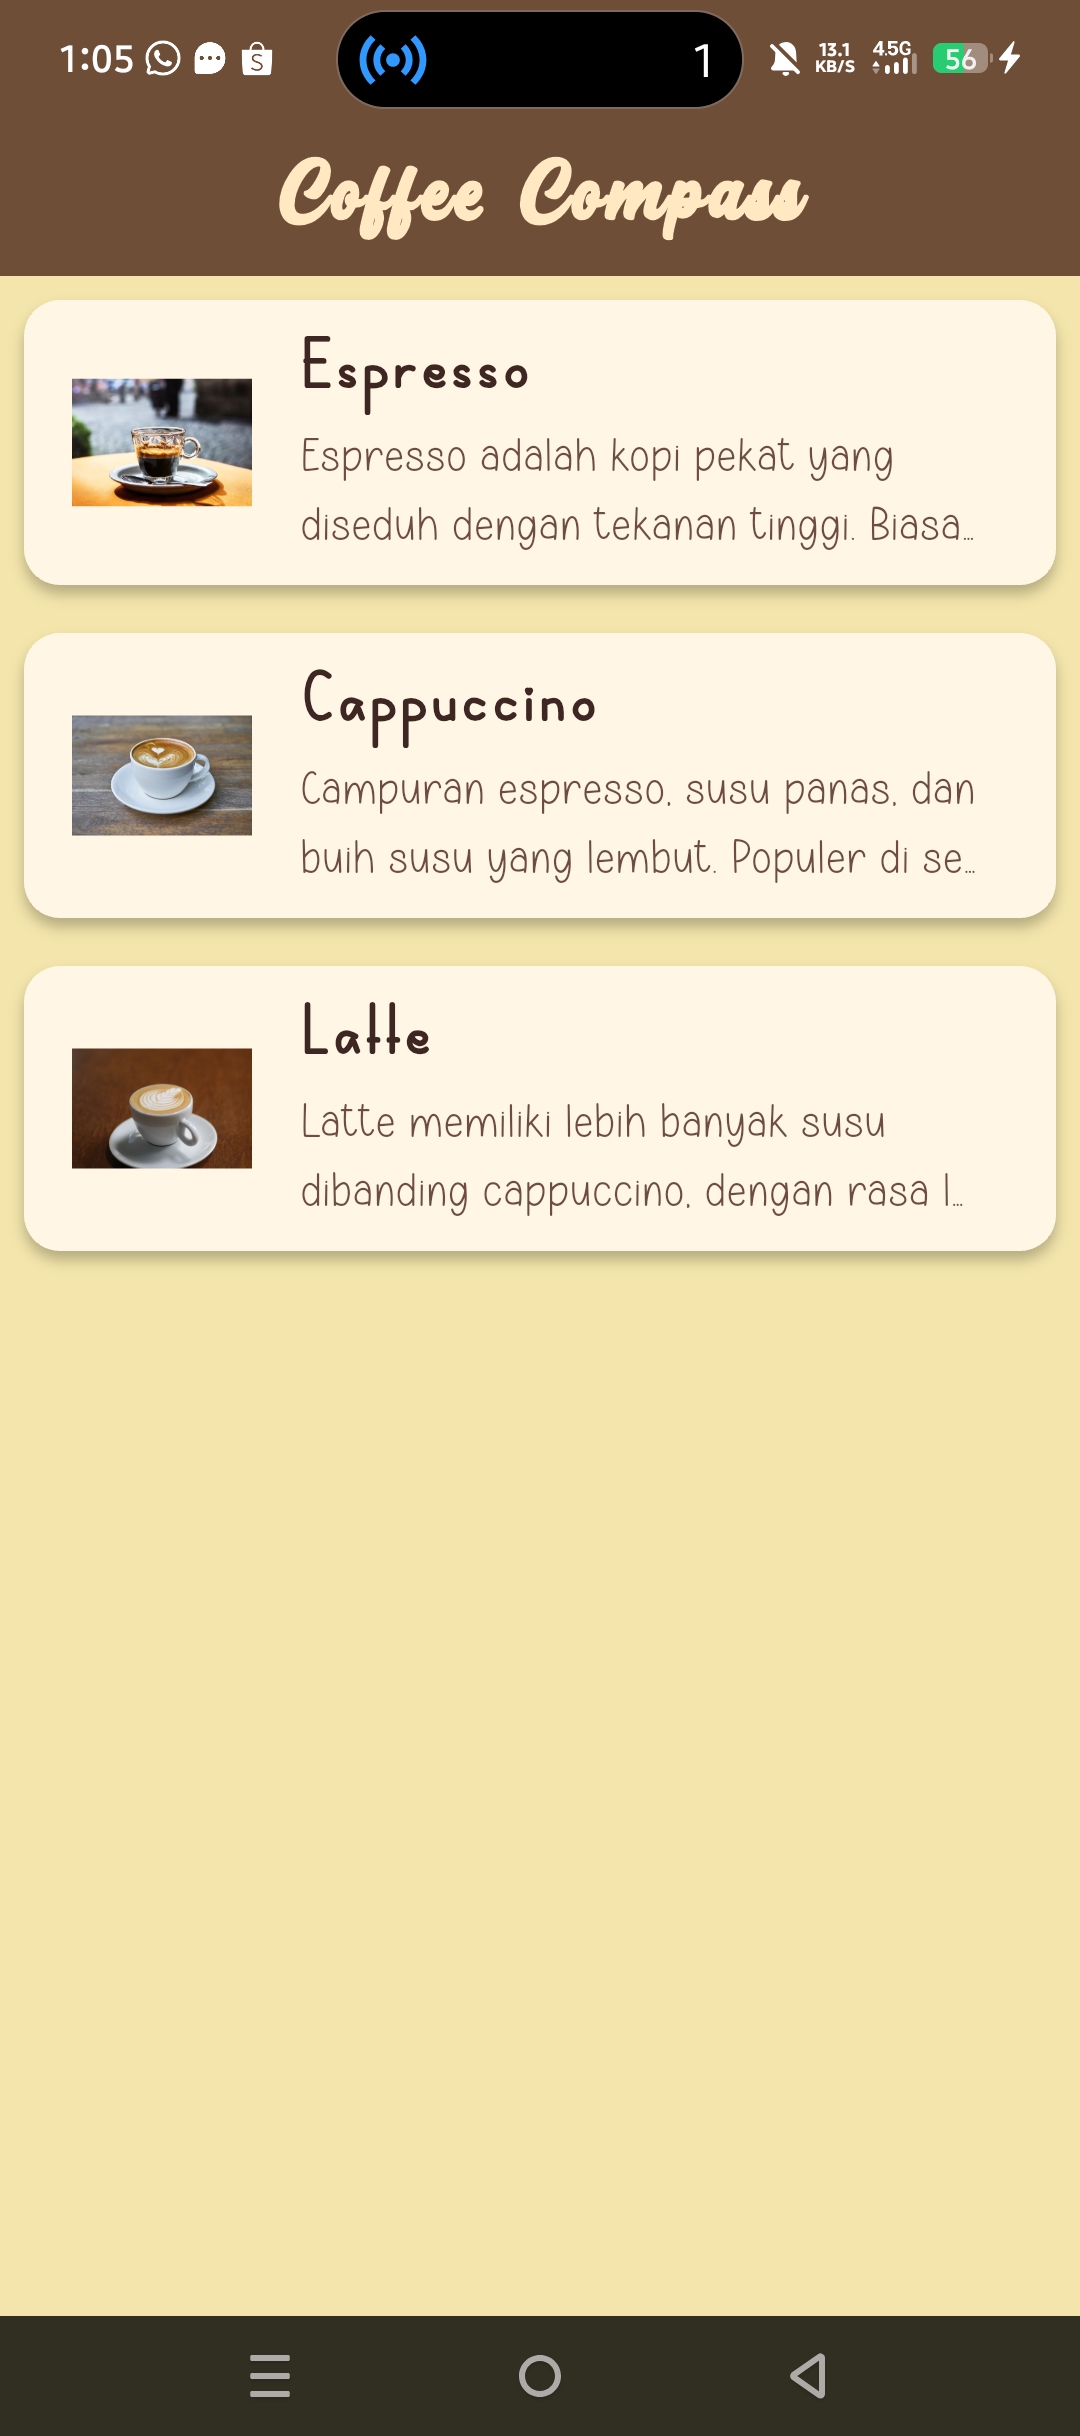 1:05
1
13.1
KB/S
4.5G
56
Coffee Compass
Espresso
Espresso adalah kopi pekat yang
diseduh dengan tekanan tinggi. Biasa...
Cappuccino
Campuran espresso, susu panas, dan
buih susu yang lembut. Populer di se...
Latte
Latte memiliki lebih banyak susu
dibanding cappuccino, dengan rasa l...